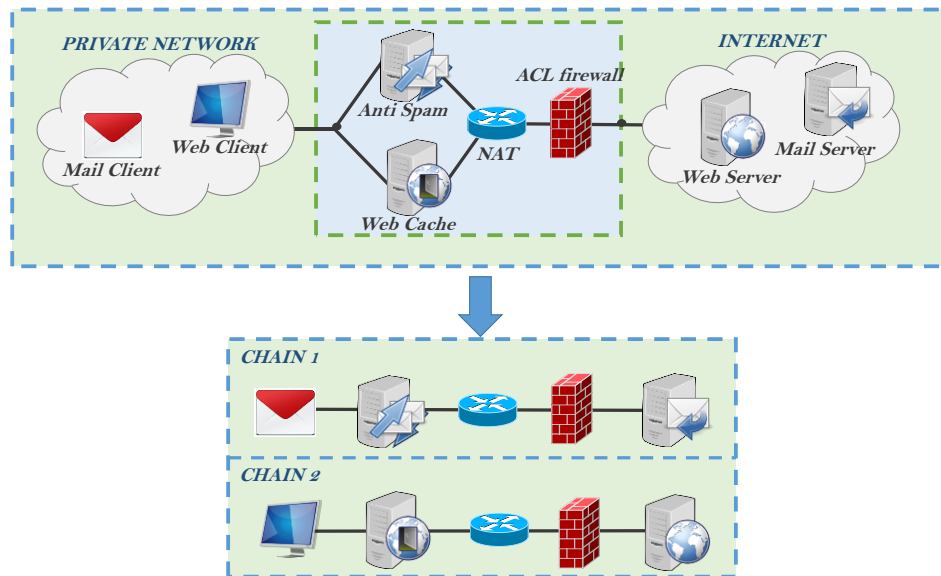 PRIVATE NETWORK
INTERNET
ACL firewall
Anti Spam
Web Client
Mail Client
NAT
Mail Server
Web Server
Web Cache
CHAIN 1
CHAIN 2